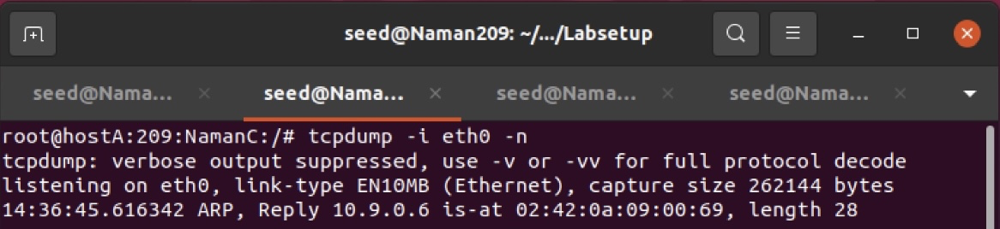 seed@Naman209: ~/.../Labsetup
seed@Nama... seed@Nama... seed@Nama... seed@Nama...
root@hostA:209:NamanC:/# tcpdump -i eth0 -n
tcpdump: verbose output suppressed, use -v or -vv for full protocol decode
listening on eth0, link-type EN10MB (Ethernet), capture size 262144 bytes
14:36:45.616342 ARP, Reply 10.9.0.6 is-at 02:42:0a:09:00:69, length 28